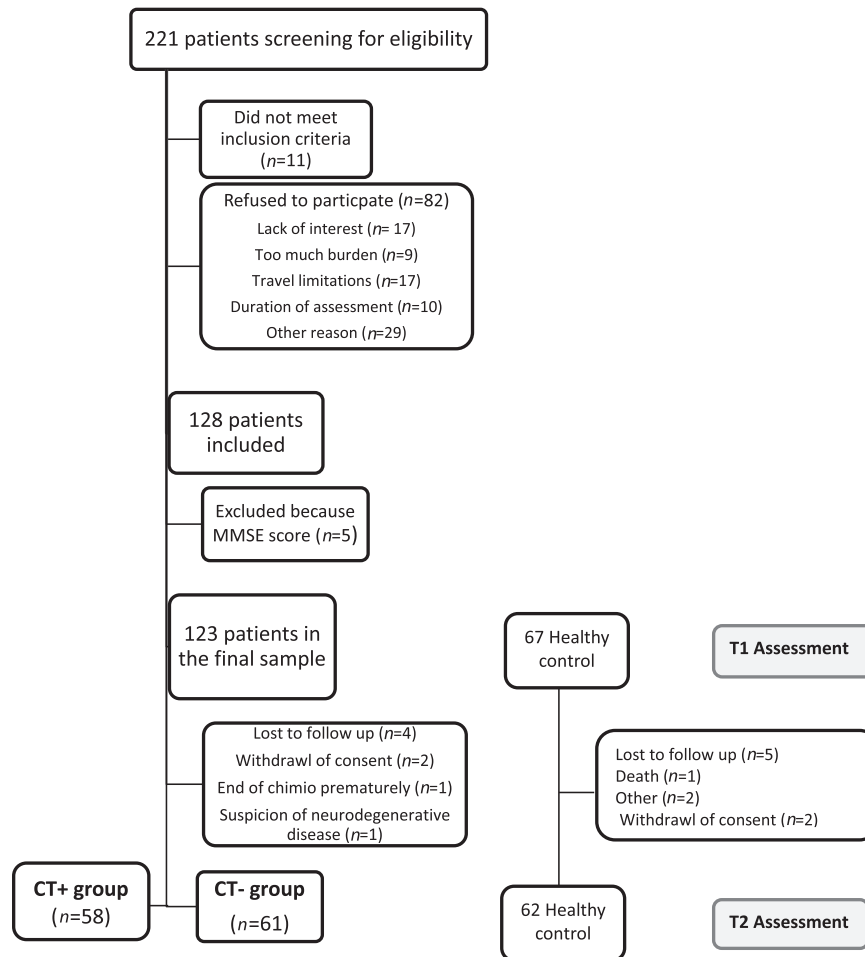 221 patients screening for eligibility
Did not meet
inclusion criteria
(n=11)
Refused to particpate (n=82)
Lack of interest (n= 17)
Too much burden (n=9)
Travel limitations (n=17)
Duration of assessment (n=10)
Other reason (n=29)
128 patients
included
Excluded because
MMSE score (n=5)
123 patients in
the final sample
67 Healthy
control
T1 Assessment
Lost to follow up (n=4)
Withdrawl of consent (n=2)
End of chimio prematurely (n=1)
Suspicion of neurodegenerative
disease (n=1)
Lost to follow up (n=5)
Death (n=1)
Other (n=2)
Withdrawl of consent (n=2)
CT+ group
(n=58)
CT- group
(n=61)
62 Healthy
control
T2 Assessment